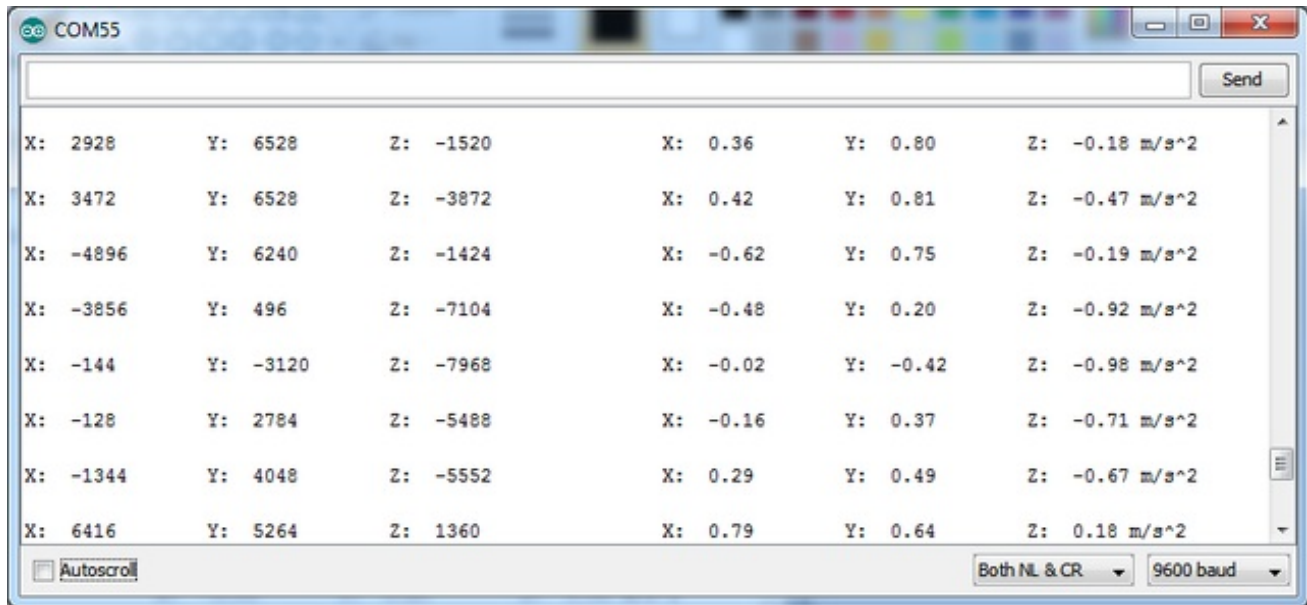 COM55
Send
X: 2928 Y: 6528 Z: -1520 X: 0.36 Y: 0.80 Z: -0.18 m/s^2
X: 3472 Y: 6528 Z: -3872 X: 0.42 Y: 0.81 Z: -0.47 m/s^2
X: -4896 Y: 6240 Z: -1424 X: -0.62 Y: 0.75 Z: -0.19 m/s^2
X: -3856 Y: 496 Z: -7104 X: -0.48 Y: 0.20 Z: -0.92 m/s^2
X: -144 Y: -3120 Z: -7968 X: -0.02 Y: -0.42 Z: -0.98 m/s^2
X: -128 Y: 2784 Z: -5488 X: -0.16 Y: 0.37 Z: -0.71 m/s^2
X: -1344 Y: 4048 Z: -5552 X: 0.29 Y: 0.49 Z: -0.67 m/s^2
X: 6416 Y: 5264 Z: 1360 X: 0.79 Y: 0.64 Z: 0.18 m/s^2
Autoscroll Both NL & CR 9600 baud